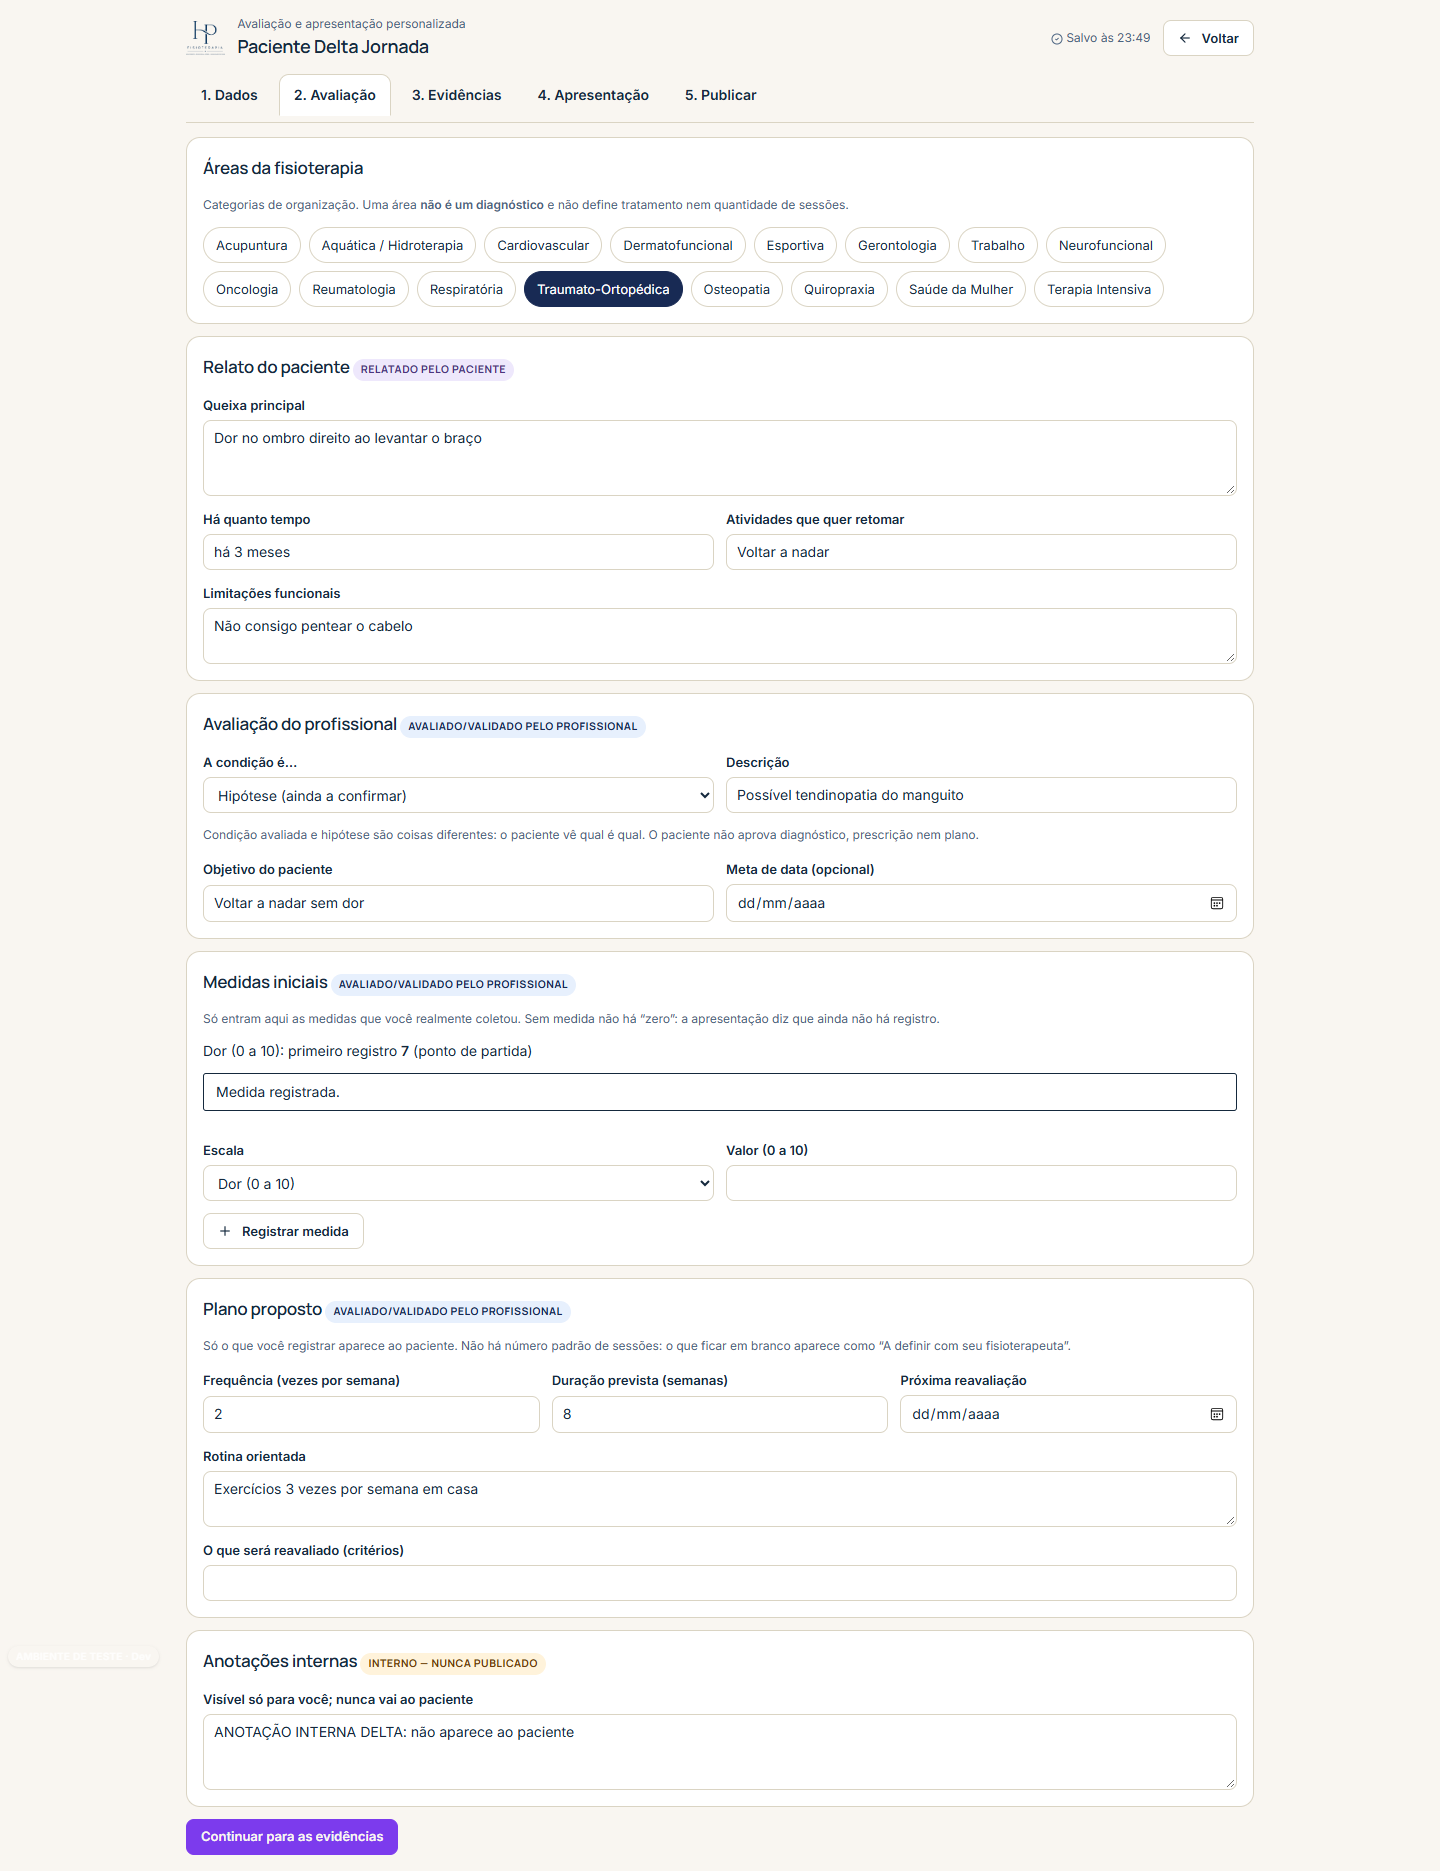 HP
FISIOTERAPIA
Avaliação e apresentação personalizada
Paciente Delta Jornada
Salvo às 23:49
Voltar
1. Dados
2. Avaliação
3. Evidências
4. Apresentação
5. Publicar
Áreas da fisioterapia
Categorias de organização. Uma área não é um diagnóstico e não define tratamento nem quantidade de sessões.
Acupuntura
Aquática / Hidroterapia
Cardiovascular
Dermatofuncional
Esportiva
Gerontologia
Trabalho
Neurofuncional
Oncologia
Reumatologia
Respiratória
Traumato-Ortopédica
Osteopatia
Quiropraxia
Saúde da Mulher
Terapia Intensiva
Relato do paciente RELATADO PELO PACIENTE
Queixa principal
Dor no ombro direito ao levantar o braço
Há quanto tempo
Atividades que quer retomar
há 3 meses
Voltar a nadar
Limitações funcionais
Não consigo pentear o cabelo
Avaliação do profissional AVALIADO/VALIDADO PELO PROFISSIONAL
A condição é...
Descrição
Hipótese (ainda a confirmar)
Possível tendinopatia do manguito
Condição avaliada e hipótese são coisas diferentes: o paciente vê qual é qual. O paciente não aprova diagnóstico, prescrição nem plano.
Objetivo do paciente
Meta de data (opcional)
Voltar a nadar sem dor
dd/mm/aaaa
Medidas iniciais AVALIADO/VALIDADO PELO PROFISSIONAL
Só entram aqui as medidas que você realmente coletou. Sem medida não há “zero”: a apresentação diz que ainda não há registro.
Dor (0 a 10): primeiro registro 7 (ponto de partida)
Medida registrada.
Escala
Valor (0 a 10)
Dor (0 a 10)
Registrar medida
Plano proposto AVALIADO/VALIDADO PELO PROFISSIONAL
Só o que você registrar aparece ao paciente. Não há número padrão de sessões: o que ficar em branco aparece como “A definir com seu fisioterapeuta”.
Frequência (vezes por semana)
Duração prevista (semanas)
Próxima reavaliação
2
8
dd/mm/aaaa
Rotina orientada
Exercícios 3 vezes por semana em casa
O que será reavaliado (critérios)
AMBIENTE DE TESTE
Anotações internas INTERNO – NUNCA PUBLICADO
Visível só para você; nunca vai ao paciente
ANOTAÇÃO INTERNA DELTA: não aparece ao paciente
Continuar para as evidências